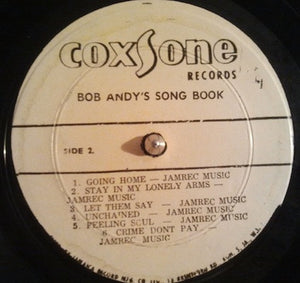 COXSONE
RECORDS
BOB ANDY'S SONG BOOK
SIDE 2.
1. GOING HOME — JAMREC MUSIC
2. STAY IN MY LONELY ARMS —
JAMREC MUSIC
3. LET THEM SAY — JAMREC MUSIC
4. UNCHAINED — JAMREC MUSIC
5. PEELING SOUL — JAMREC MUSIC
6. CRIME DONT PAY —
JAMREC MUSIC